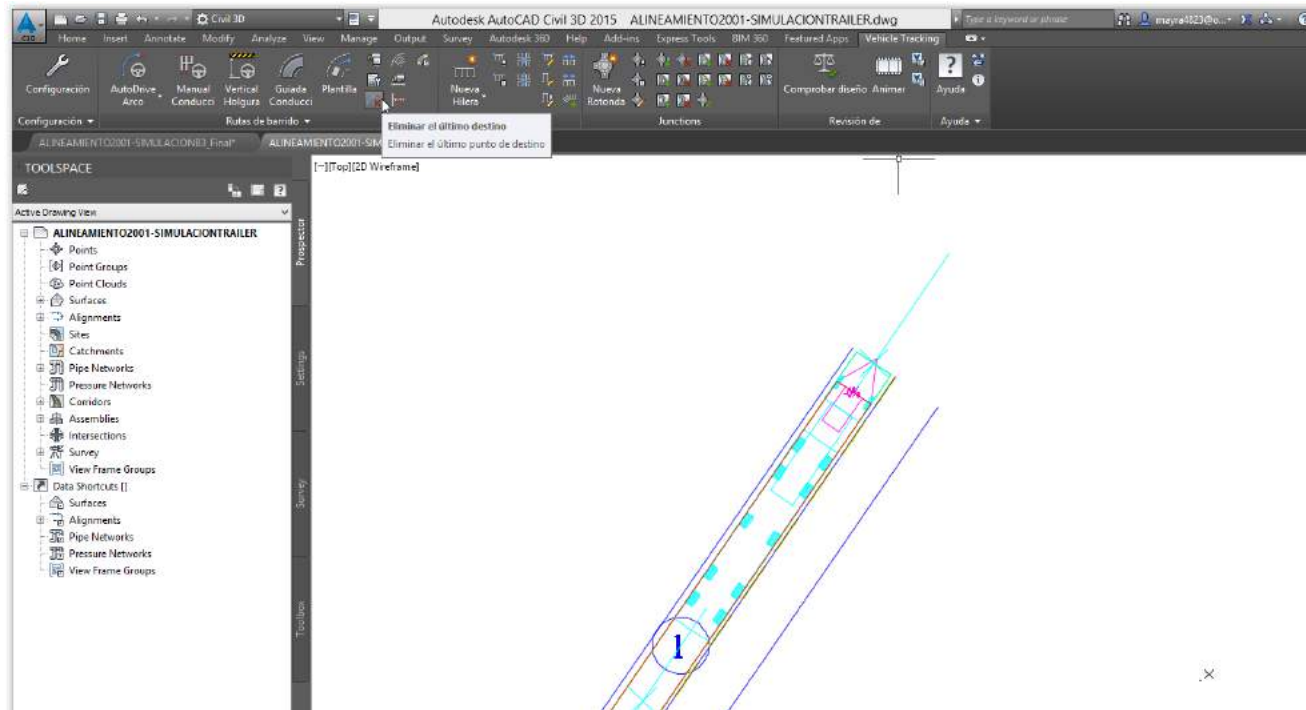 Civil 3D
Autodesk AutoCAD Civil 3D 2015 ALINEAMIENTO2001-SIMULACIONTRAILER.dwg
Type a keyword or phrase
mayra4823@o...
C3D
Home Insert Annotate Modify Analyze View Manage Output Survey Autodesk 360 Help Add-ins Express Tools BIM 360 Featured Apps Vehicle Tracking
Configuración
AutoDrive Arco
Manual Conducci
Vertical Holgura
Guiada Conducci
Plantilla
Nueva Hilera
Nueva Rotonda
Comprobar diseño
Animar
Ayuda
Configuración
Rutas de barrido
Junctions
Revisión de
Ayuda
Eliminar el último destino
Eliminar el último punto de destino
ALINEAMIENTO2001-SIMULACION03_Final*
ALINEAMIENTO2001-SIM
TOOLSPACE
[-][Top][2D Wireframe]
Active Drawing View
ALINEAMIENTO2001-SIMULACIONTRAILER
Points
Point Groups
Point Clouds
Surfaces
Alignments
Sites
Catchments
Pipe Networks
Pressure Networks
Corridors
Assemblies
Intersections
Survey
View Frame Groups
Data Shortcuts []
Surfaces
Alignments
Pipe Networks
Pressure Networks
View Frame Groups
Prospector
Settings
Survey
Toolbox
1